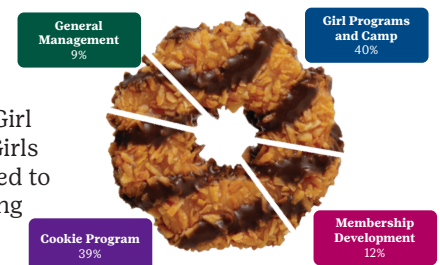 General
Management
9%
Girl Programs
and Camp
40%
Girl
Girls
ed to
ng
Cookie Program
39%
Membership
Development
12%